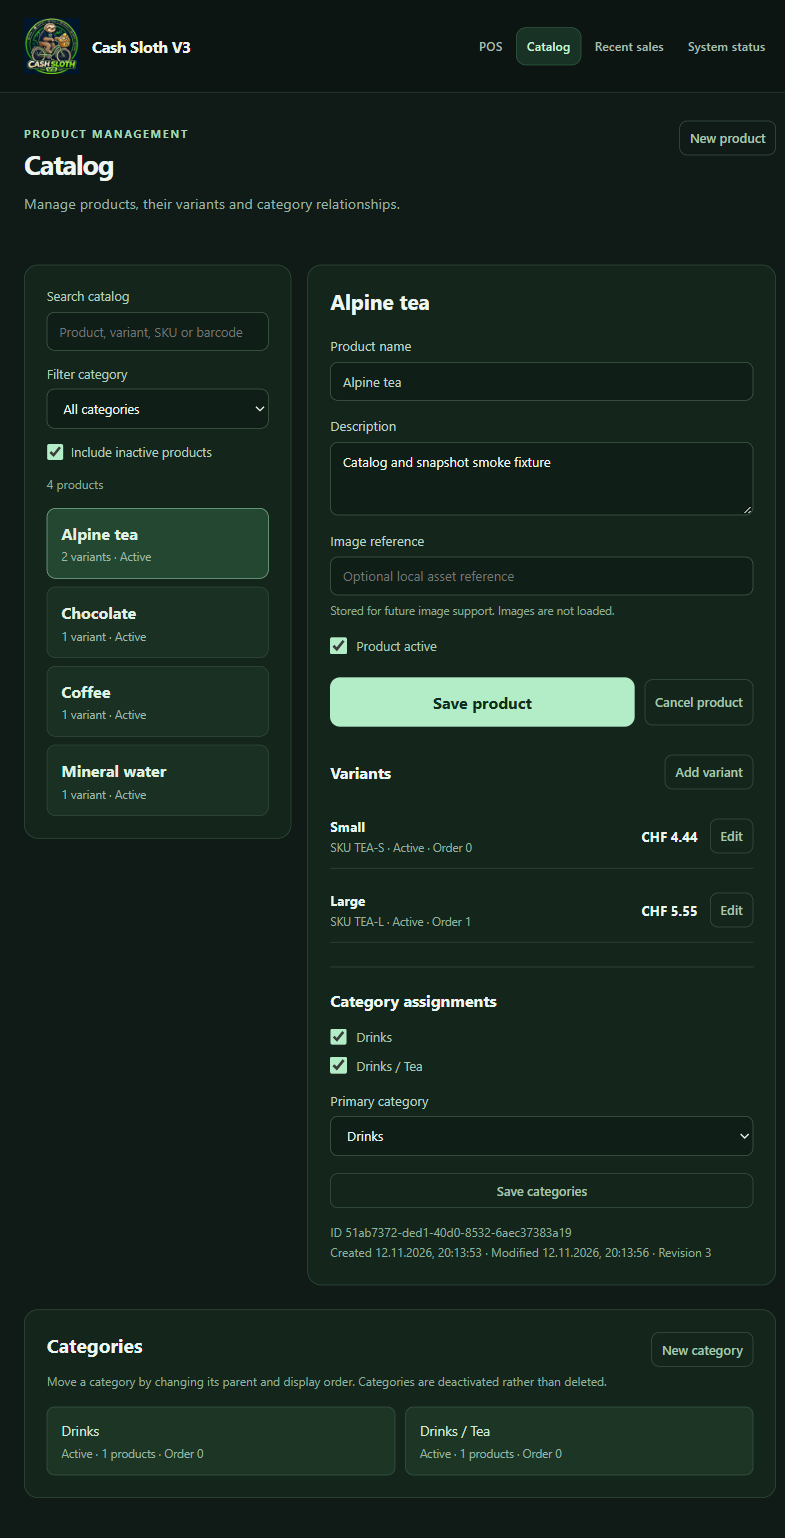 CASH SLOTH
Cash Sloth V3
POS
Catalog
Recent sales
System status
PRODUCT MANAGEMENT
Catalog
New product
Manage products, their variants and category relationships.
Search catalog
Product, variant, SKU or barcode
Filter category
All categories
Include inactive products
4 products
Alpine tea
2 variants · Active
Chocolate
1 variant · Active
Coffee
1 variant · Active
Mineral water
1 variant · Active
Alpine tea
Product name
Alpine tea
Description
Catalog and snapshot smoke fixture
Image reference
Optional local asset reference
Stored for future image support. Images are not loaded.
Product active
Save product
Cancel product
Variants
Add variant
Small
SKU TEA-S · Active · Order 0
CHF 4.44
Edit
Large
SKU TEA-L · Active · Order 1
CHF 5.55
Edit
Category assignments
Drinks
Drinks / Tea
Primary category
Drinks
Save categories
ID 51ab7372-ded1-40d0-8532-6aec37383a19
Created 12.11.2026, 20:13:53 · Modified 12.11.2026, 20:13:56 · Revision 3
Categories
New category
Move a category by changing its parent and display order. Categories are deactivated rather than deleted.
Drinks
Active · 1 products · Order 0
Drinks / Tea
Active · 1 products · Order 0